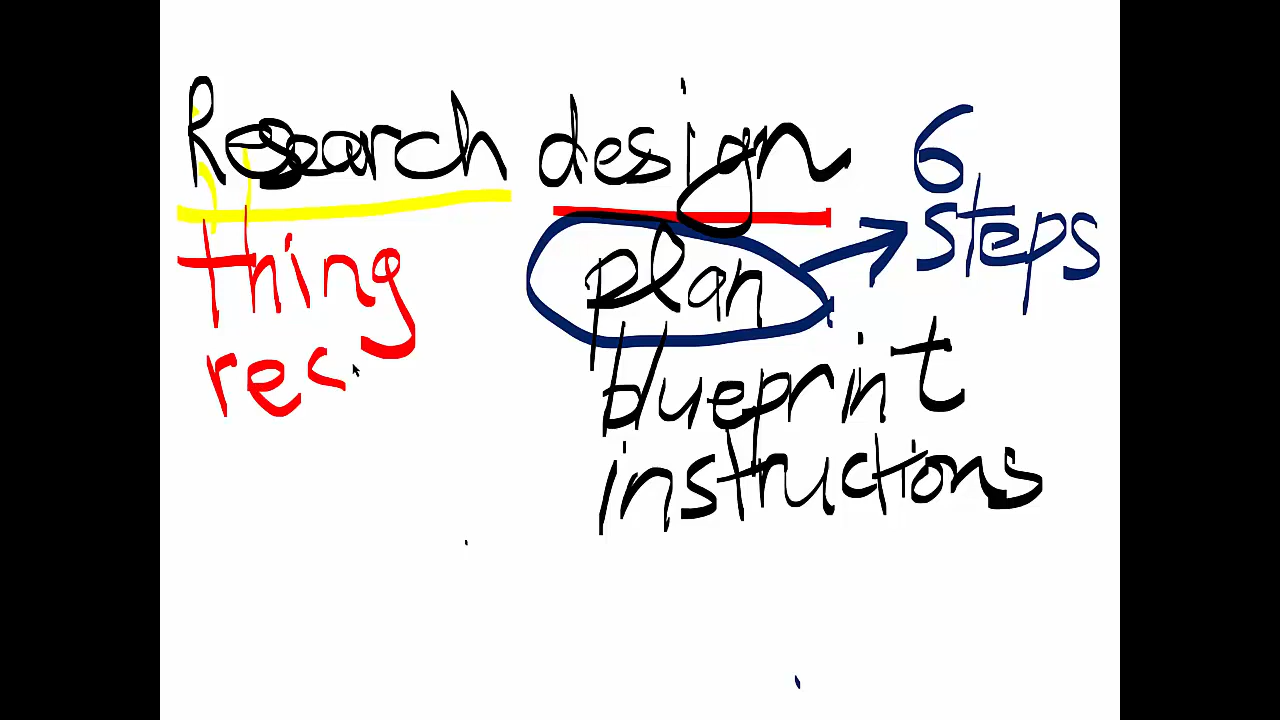 Research design
6 steps
thing
plan
rec
blueprint
instructions